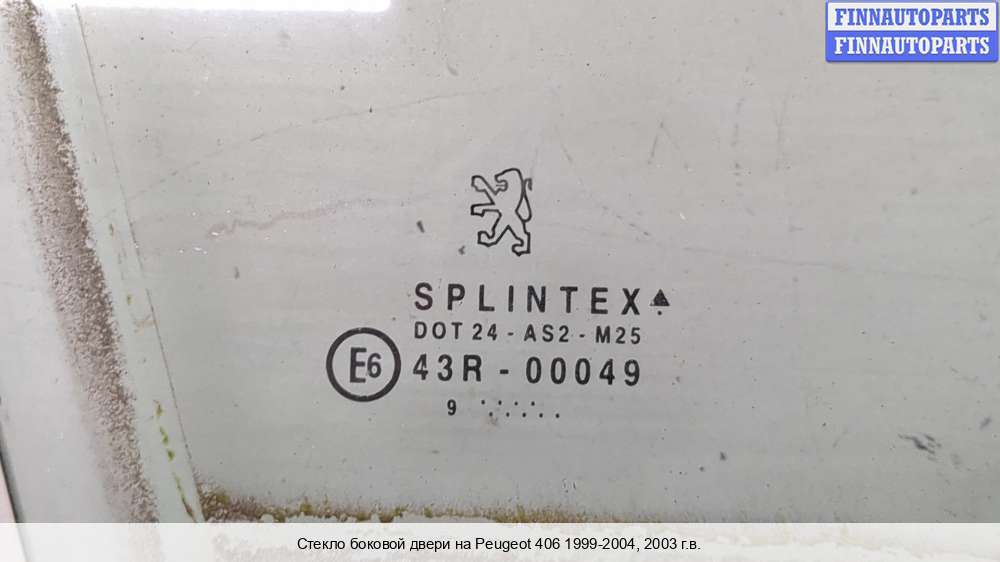 FINNAUTOPARTS
FINNAUTOPARTS
SPLINTEX
DOT 24 - AS2 - M25
E6 43R - 00049
9
Стекло боковой двери на Peugeot 406 1999-2004, 2003 г.в.